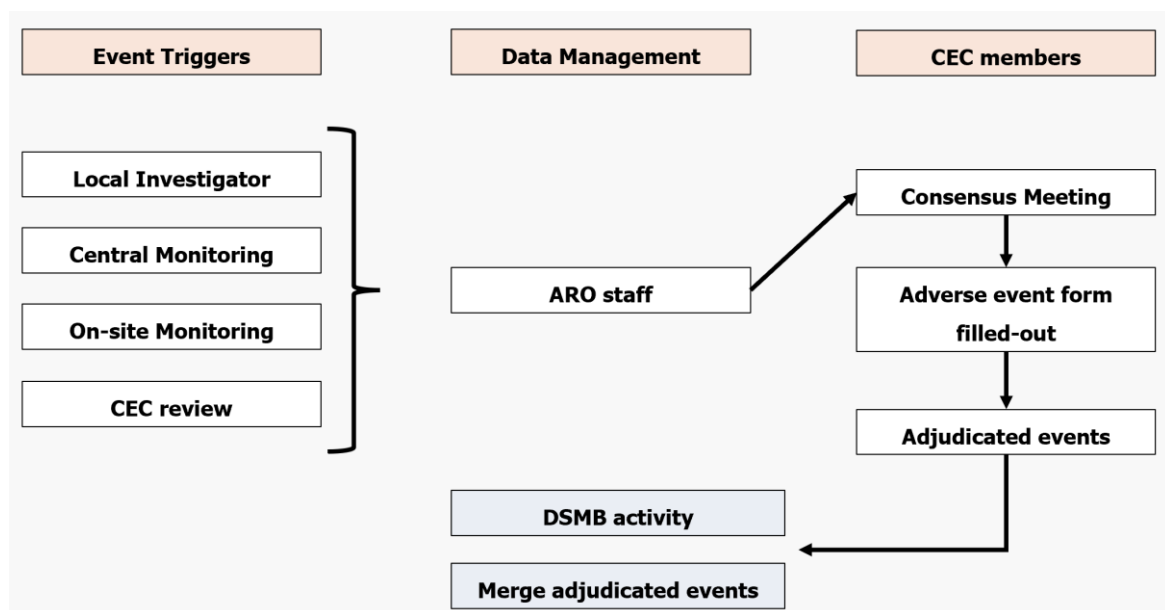 Event Triggers
Data Management
CEC members
Local Investigator
Central Monitoring
On-site Monitoring
CEC review
ARO staff
Consensus Meeting
Adverse event form
filled-out
Adjudicated events
DSMB activity
Merge adjudicated events